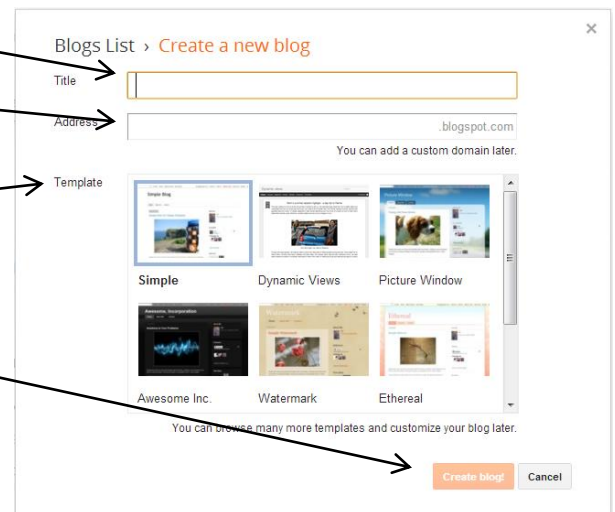 ×
Blogs List › Create a new blog
Title
Address
.blogspot.com
You can add a custom domain later.
Template
Simple Dynamic Views Picture Window
Awesome Inc. Watermark Ethereal
You can browse many more templates and customize your blog later.
Create blog! Cancel